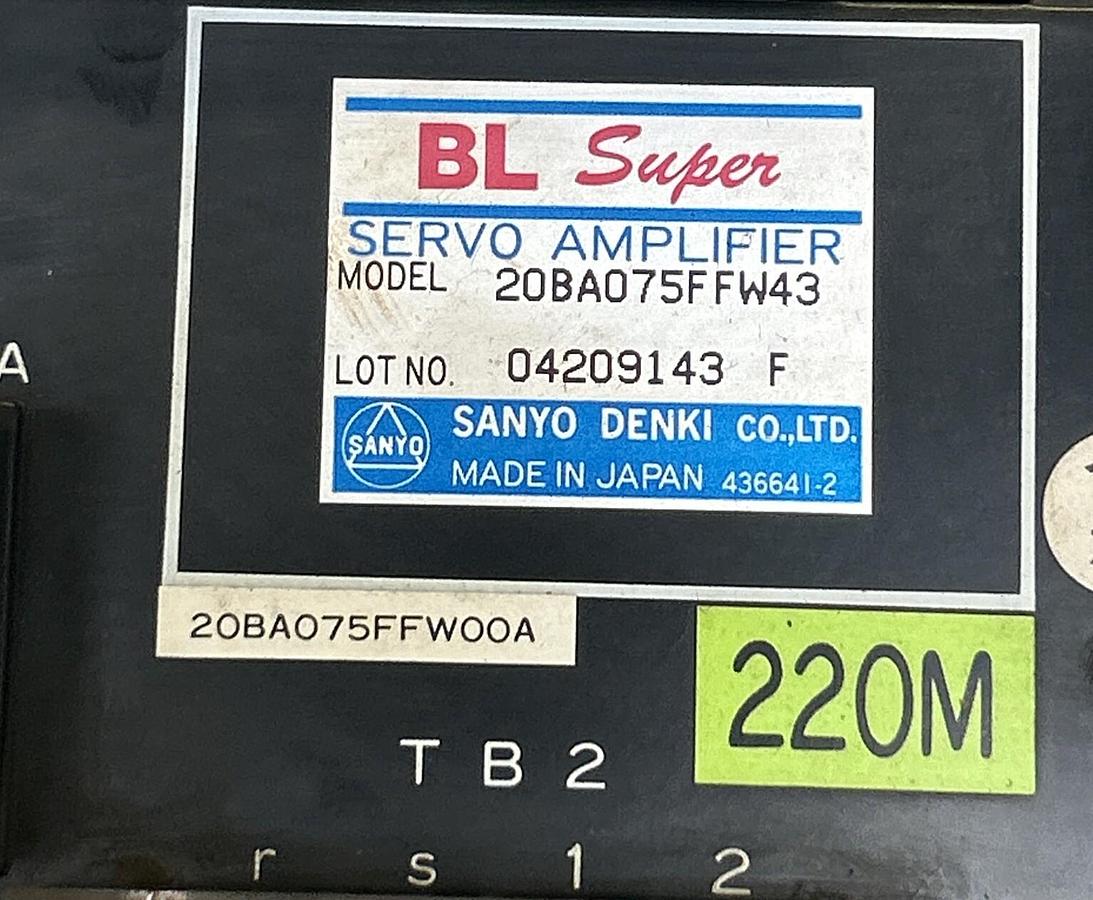 BL Super
SERVO AMPLIFIER
MODEL 20BA075FFW43
LOT NO. 04209143 F
SANYO
SANYO DENKI CO.,LTD.
MADE IN JAPAN 436641-2
A
20BA075FFW00A
220M
TB2
r s 1 2